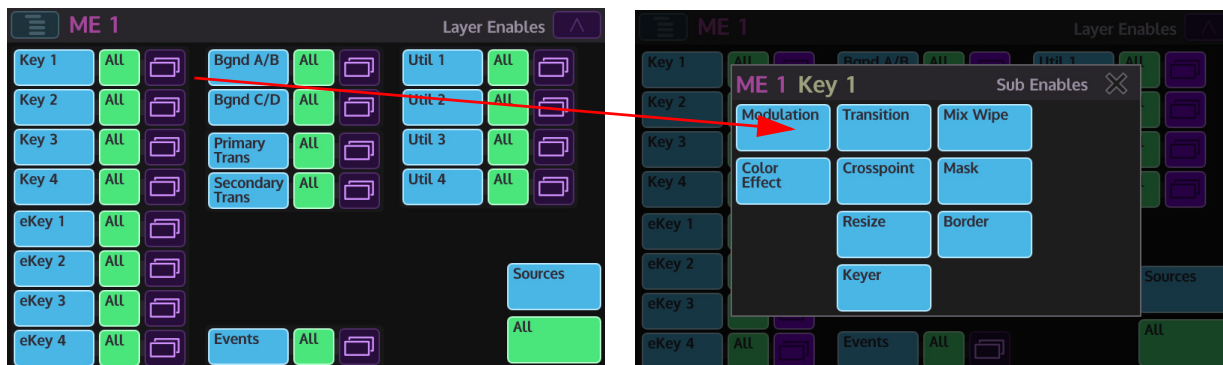 ME 1 Layer Enables
Key 1 All Bgnd A/B All Util 1 All
Key 2 All Bgnd C/D All Util 2 All
Key 3 All Primary Trans All Util 3 All
Key 4 All Secondary Trans All Util 4 All
eKey 1 All
eKey 2 All Sources
eKey 3 All
eKey 4 All Events All All
ME 1 Layer Enables
Key 1 Bgnd A/B All Util 1 All
Key 2
Key 3
Key 4
eKey 1
eKey 2 Sources
eKey 3
eKey 4 All Events All All
ME 1 Key 1 Sub Enables
Modulation Transition Mix Wipe
Color Effect Crosspoint Mask
Resize Border
Keyer